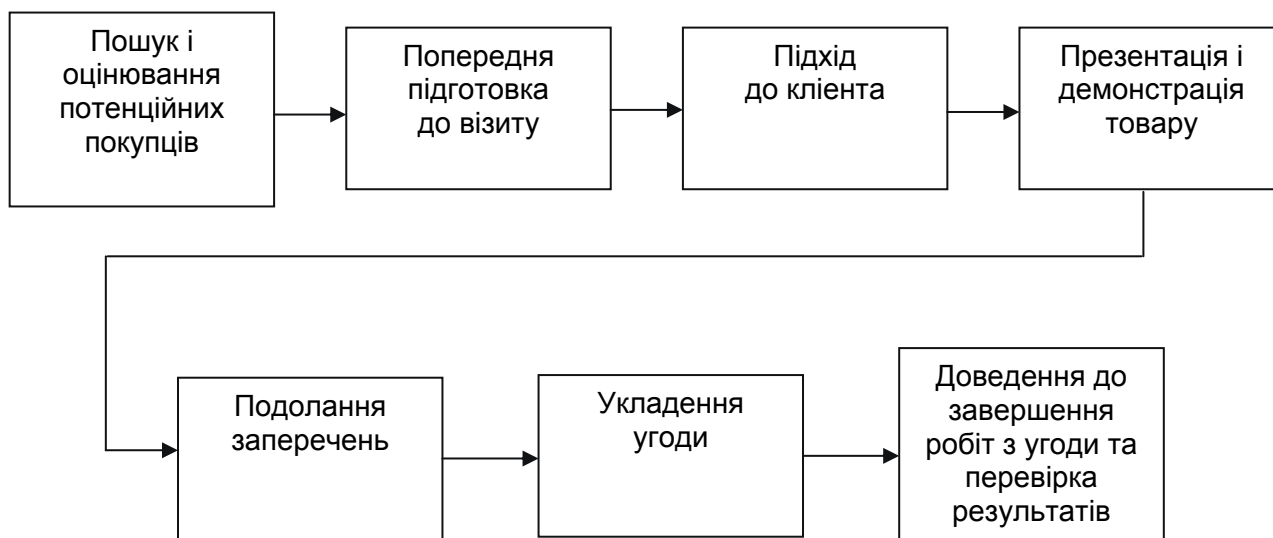 Пошук і
оцінювання
потенційних
покупців
Попередня
підготовка
до візиту
Підхід
до клієнта
Презентація і
демонстрація
товару
Подолання
заперечень
Укладення
угоди
Доведення до
завершення
робіт з угоди та
перевірка
результатів